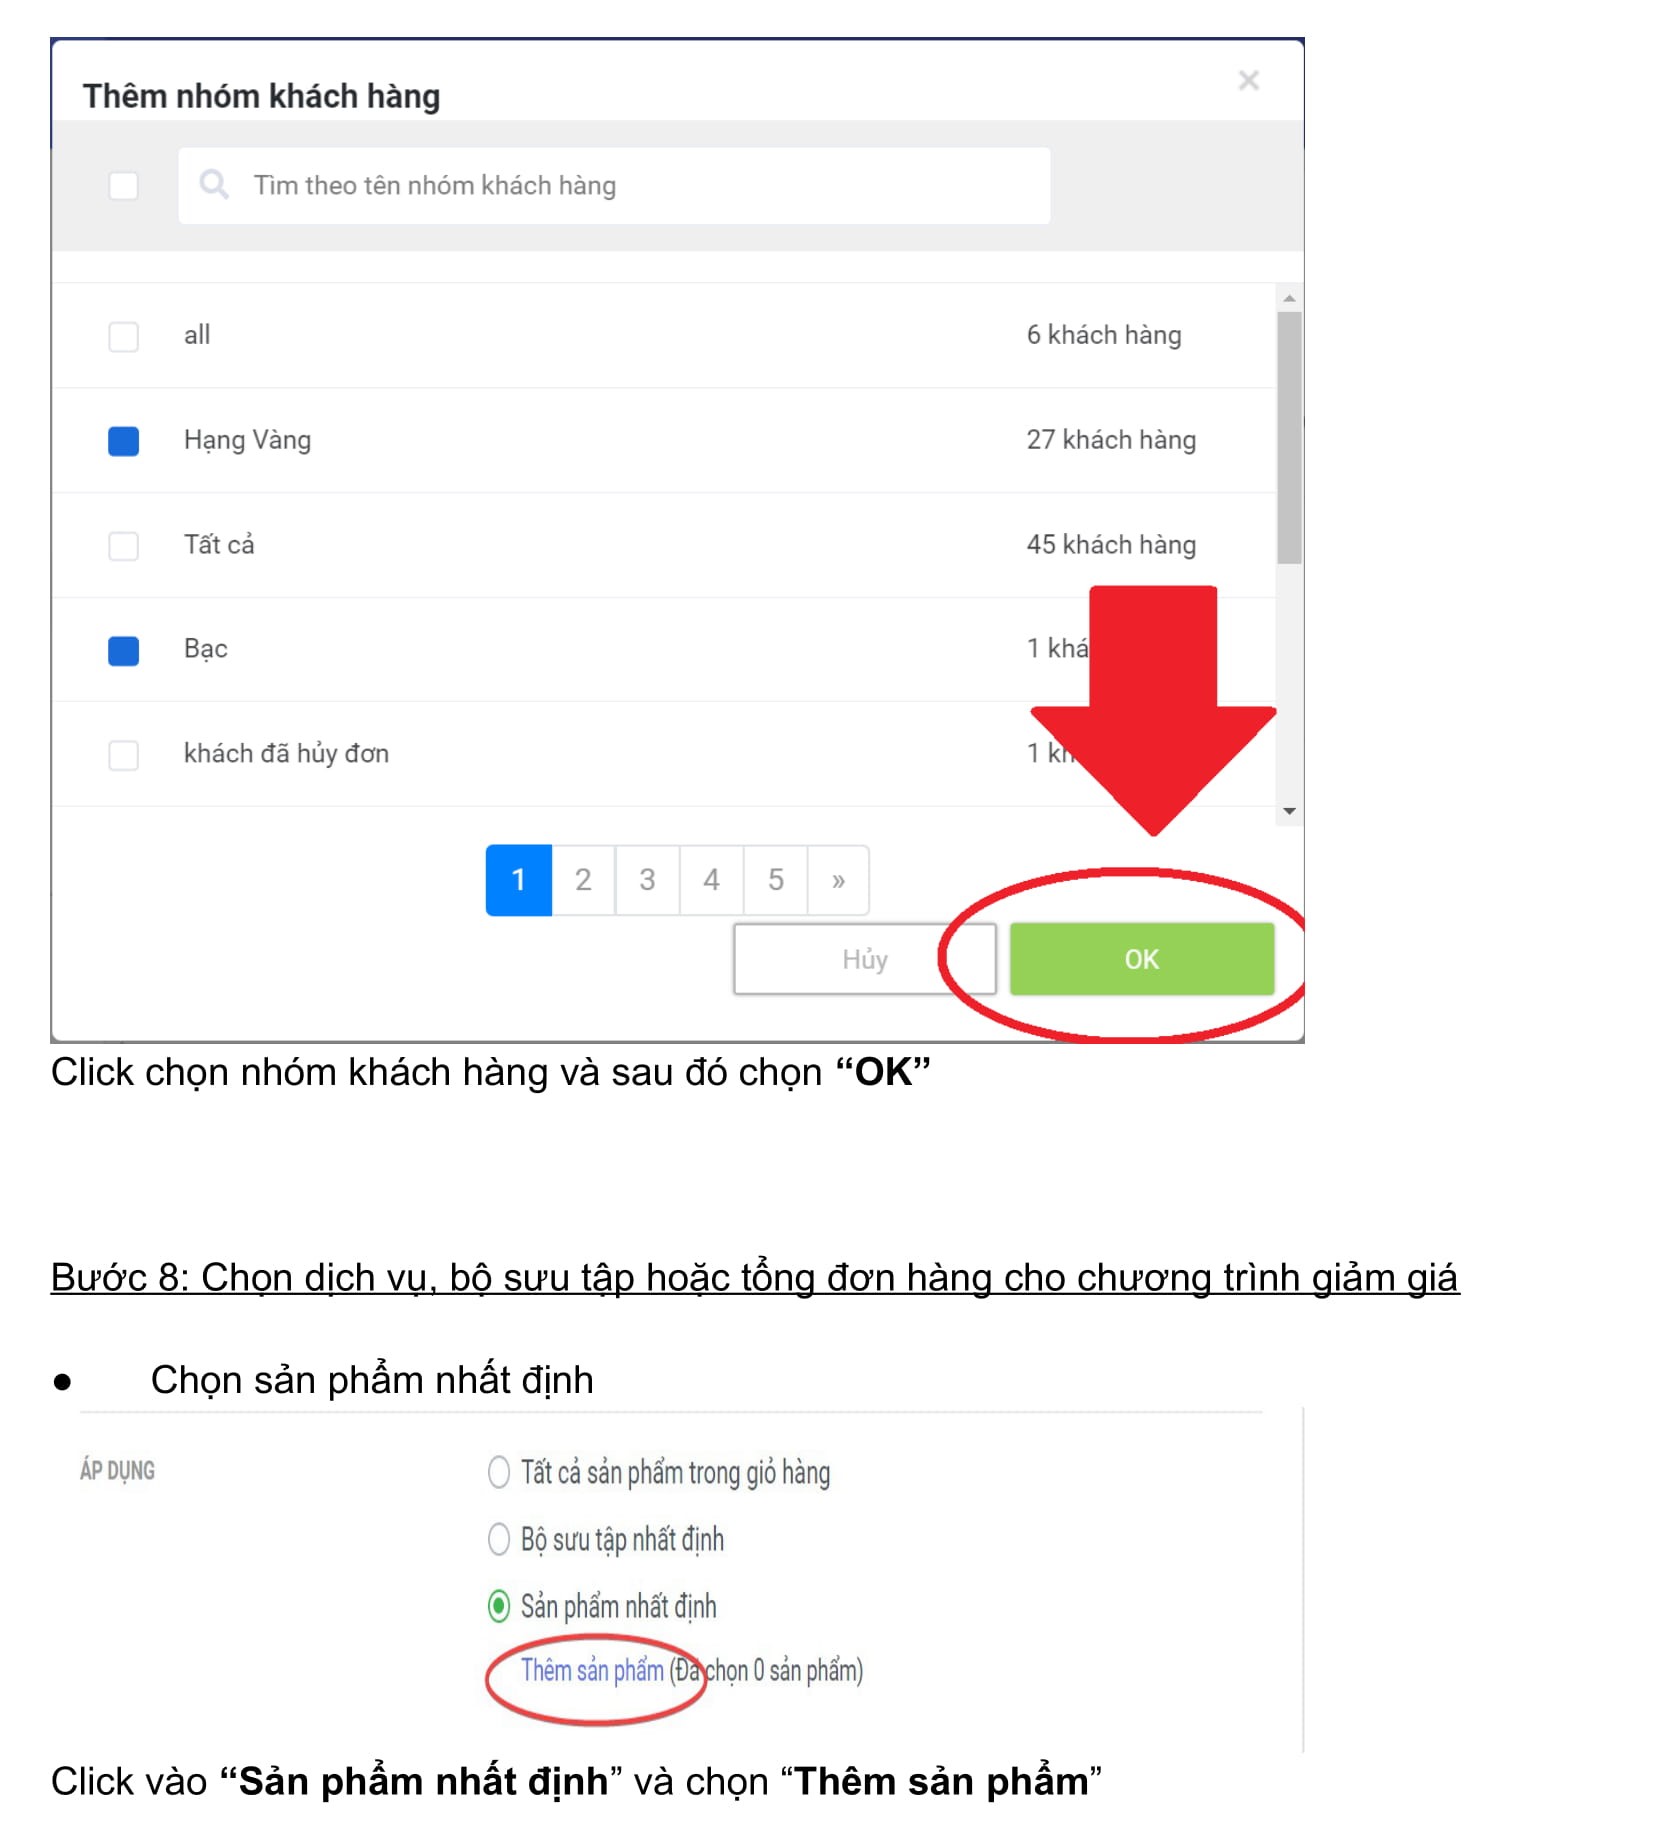 Thêm nhóm khách hàng
×
Tìm theo tên nhóm khách hàng
all 6 khách hàng
Hạng Vàng 27 khách hàng
Tất cả 45 khách hàng
Bạc 1
khách đã hủy đơn 1
1 2 3 4 5 »
Hủy OK
Click chọn nhóm khách hàng và sau đó chọn “OK”
Bước 8: Chọn dịch vụ, bộ sưu tập hoặc tổng đơn hàng cho chương trình giảm giá
● Chọn sản phẩm nhất định
ÁP DỤNG Tất cả sản phẩm trong giỏ hàng
Bộ sưu tập nhất định
Sản phẩm nhất định
Thêm sản phẩm (Đã chọn 0 sản phẩm)
Click vào “Sản phẩm nhất định” và chọn “Thêm sản phẩm”